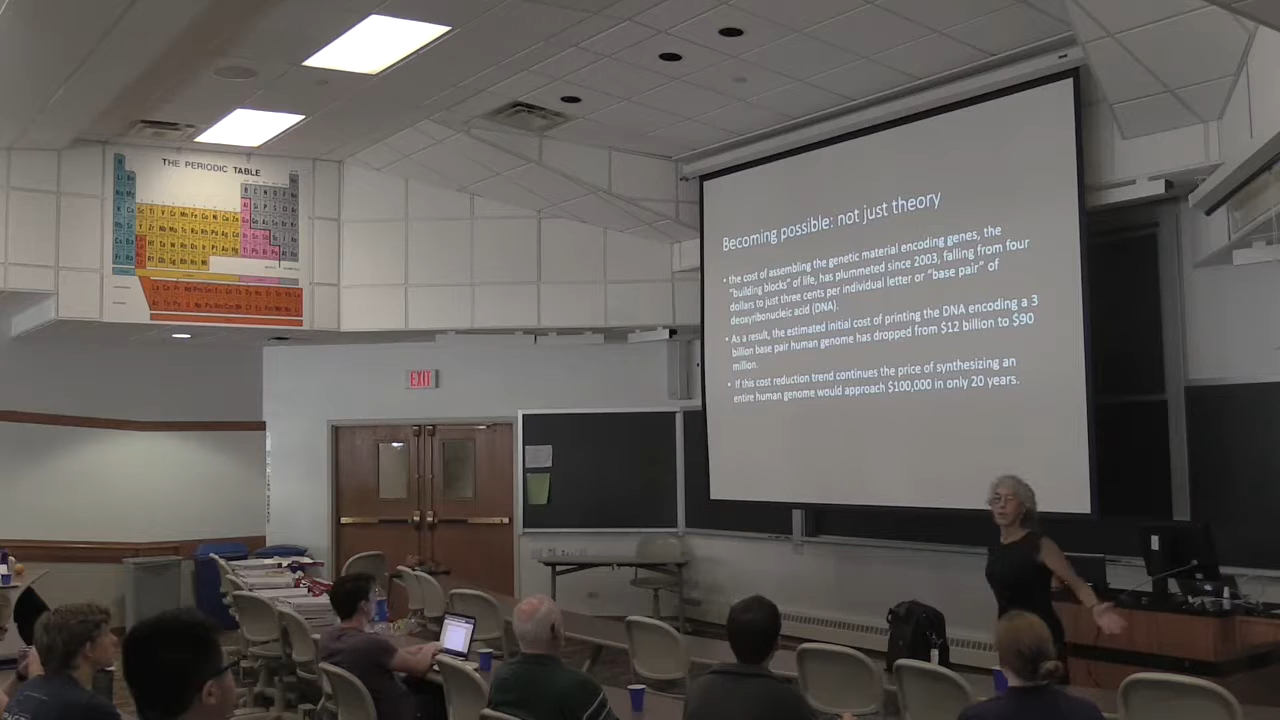 THE PERIODIC TABLE
EXIT
Becoming possible: not just theory
• the cost of assembling the genetic material encoding genes, the
"building blocks" of life, has plummeted since 2003, falling from four
dollars to just three cents per individual letter or "base pair" of
deoxyribonucleic acid (DNA).
• As a result, the estimated initial cost of printing the DNA encoding a 3
billion base pair human genome has dropped from $12 billion to $90
million.
• If this cost reduction trend continues the price of synthesizing an
entire human genome would approach $100,000 in only 20 years.